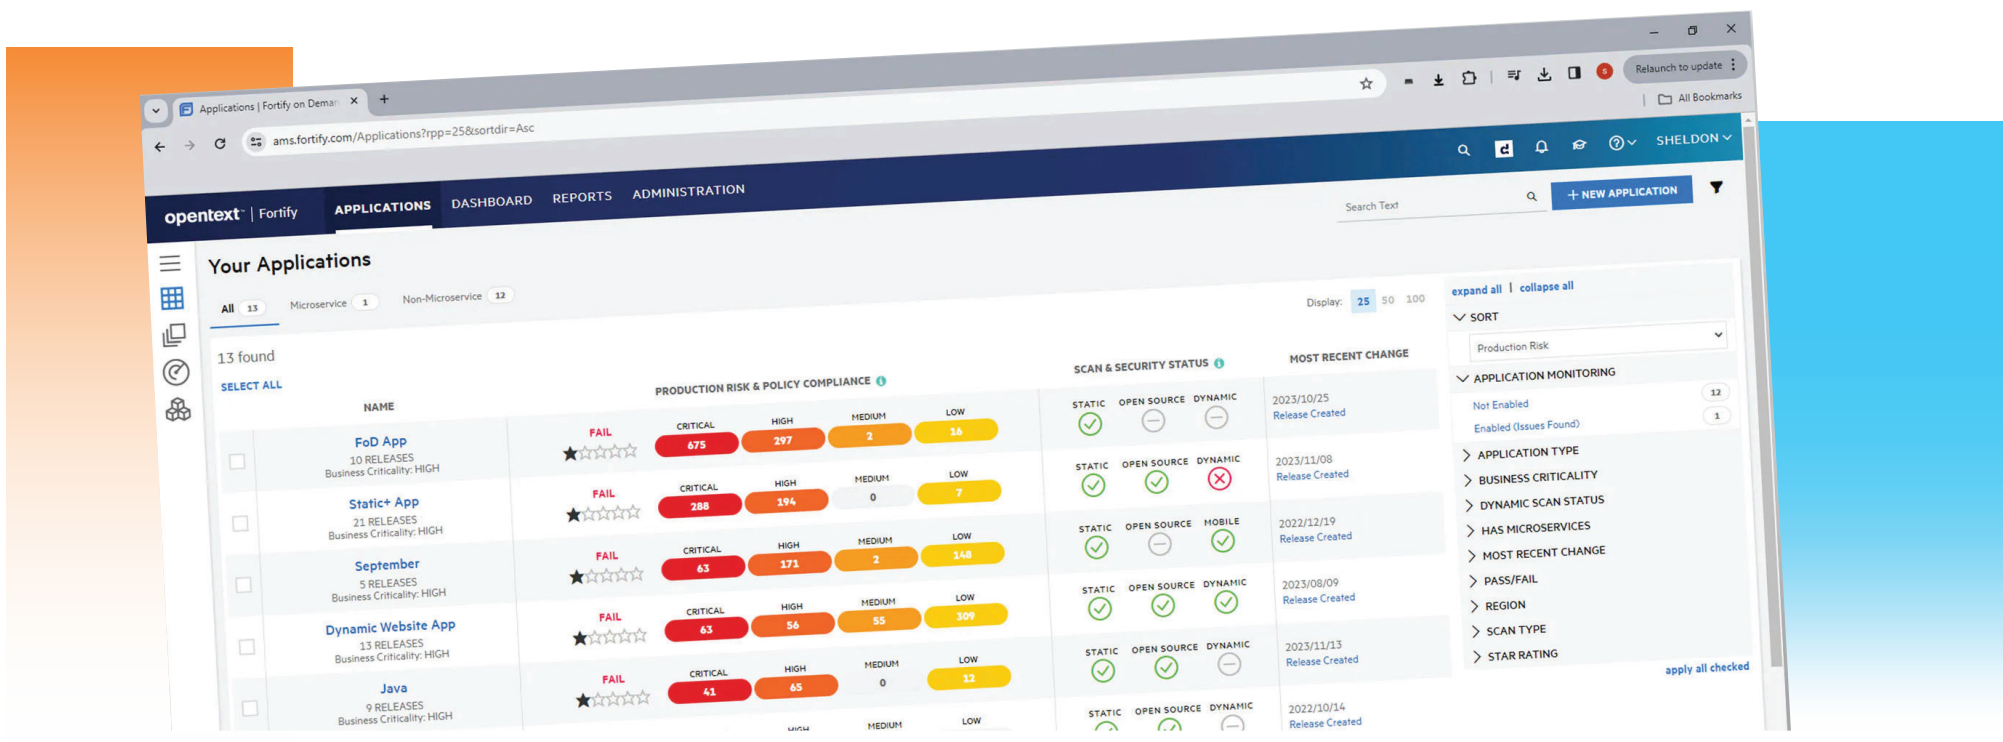 Applications | Fortify on Deman
Relaunch to update
ams.fortify.com/Applications?rpp=25&sortdir=Asc
All Bookmarks
opentext™ | Fortify
APPLICATIONS
DASHBOARD
REPORTS
ADMINISTRATION
SHELDON
Your Applications
Search Text
+ NEW APPLICATION
All 13
Microservice 1
Non-Microservice 12
Display: 25 50 100
13 found
SELECT ALL
NAME
PRODUCTION RISK & POLICY COMPLIANCE
SCAN & SECURITY STATUS
MOST RECENT CHANGE
FoD App
10 RELEASES
Business Criticality: HIGH
FAIL
CRITICAL HIGH MEDIUM LOW
675 297 2 16
STATIC OPEN SOURCE DYNAMIC
2023/10/25
Release Created
Static+ App
21 RELEASES
Business Criticality: HIGH
FAIL
CRITICAL HIGH MEDIUM LOW
288 194 0 7
STATIC OPEN SOURCE DYNAMIC
2023/11/08
Release Created
September
5 RELEASES
Business Criticality: HIGH
FAIL
CRITICAL HIGH MEDIUM LOW
63 171 2 148
STATIC OPEN SOURCE MOBILE
2022/12/19
Release Created
Dynamic Website App
13 RELEASES
Business Criticality: HIGH
FAIL
CRITICAL HIGH MEDIUM LOW
63 56 55 309
STATIC OPEN SOURCE DYNAMIC
2023/08/09
Release Created
Java
9 RELEASES
Business Criticality: HIGH
FAIL
CRITICAL HIGH MEDIUM LOW
41 65 0 12
STATIC OPEN SOURCE DYNAMIC
2023/11/13
Release Created
HIGH MEDIUM LOW
STATIC OPEN SOURCE DYNAMIC
2022/10/14
Release Created
expand all | collapse all
SORT
Production Risk
APPLICATION MONITORING
Not Enabled 12
Enabled (Issues Found) 1
APPLICATION TYPE
BUSINESS CRITICALITY
DYNAMIC SCAN STATUS
HAS MICROSERVICES
MOST RECENT CHANGE
PASS/FAIL
REGION
SCAN TYPE
STAR RATING
apply all checked